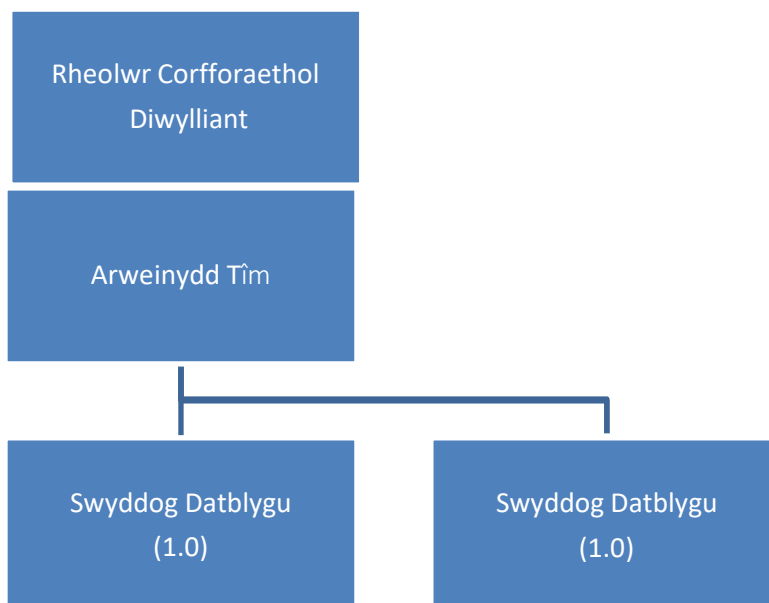 Rheolwr Corfforaethol
Diwylliant
Arweinydd Tîm
Swyddog Datblygu
(1.0)
Swyddog Datblygu
(1.0)